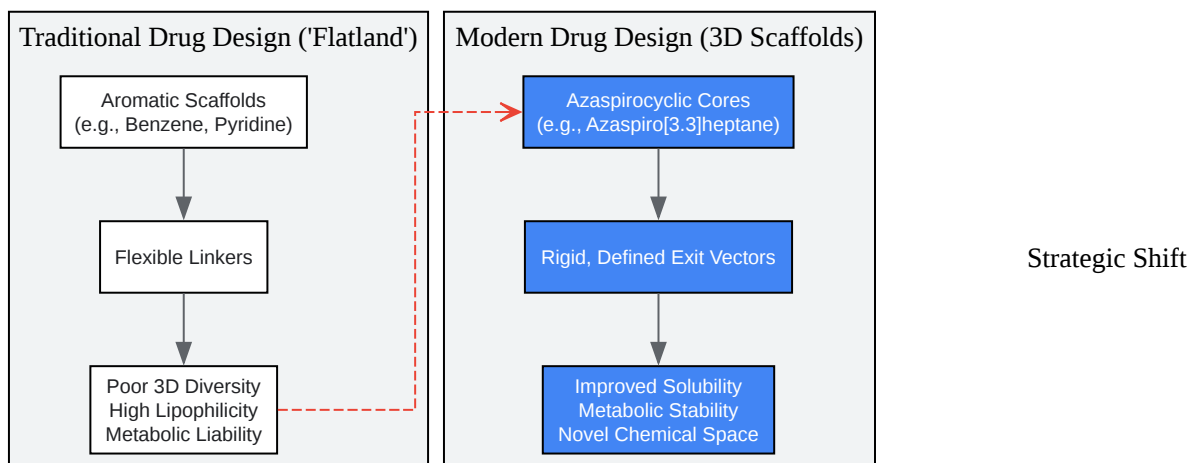 Traditional Drug Design ('Flatland')
Aromatic Scaffolds
(e.g., Benzene, Pyridine)
Flexible Linkers
Poor 3D Diversity
High Lipophilicity
Metabolic Liability
Modern Drug Design (3D Scaffolds)
Azaspirocyclic Cores
(e.g., Azaspiro[3.3]heptane)
Rigid, Defined Exit Vectors
Improved Solubility
Metabolic Stability
Novel Chemical Space
Strategic Shift